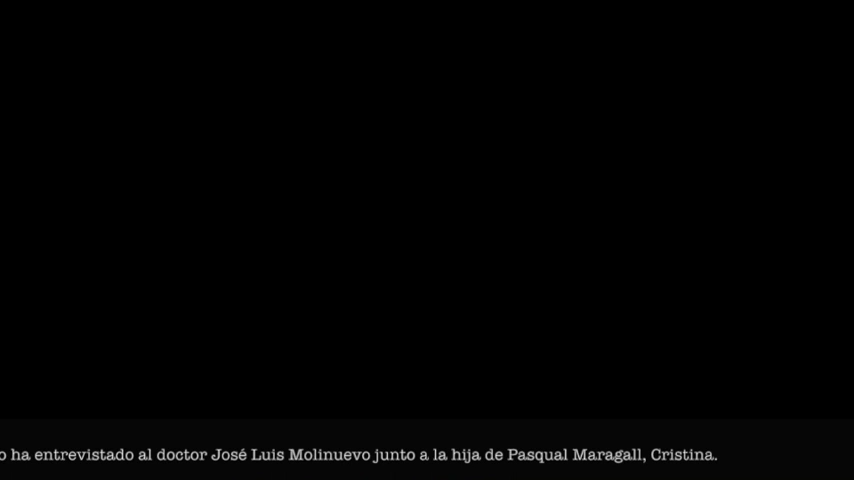 o ha entrevistado al doctor José Luis Molinuevo junto a la hija de Pasqual Maragall, Cristina.